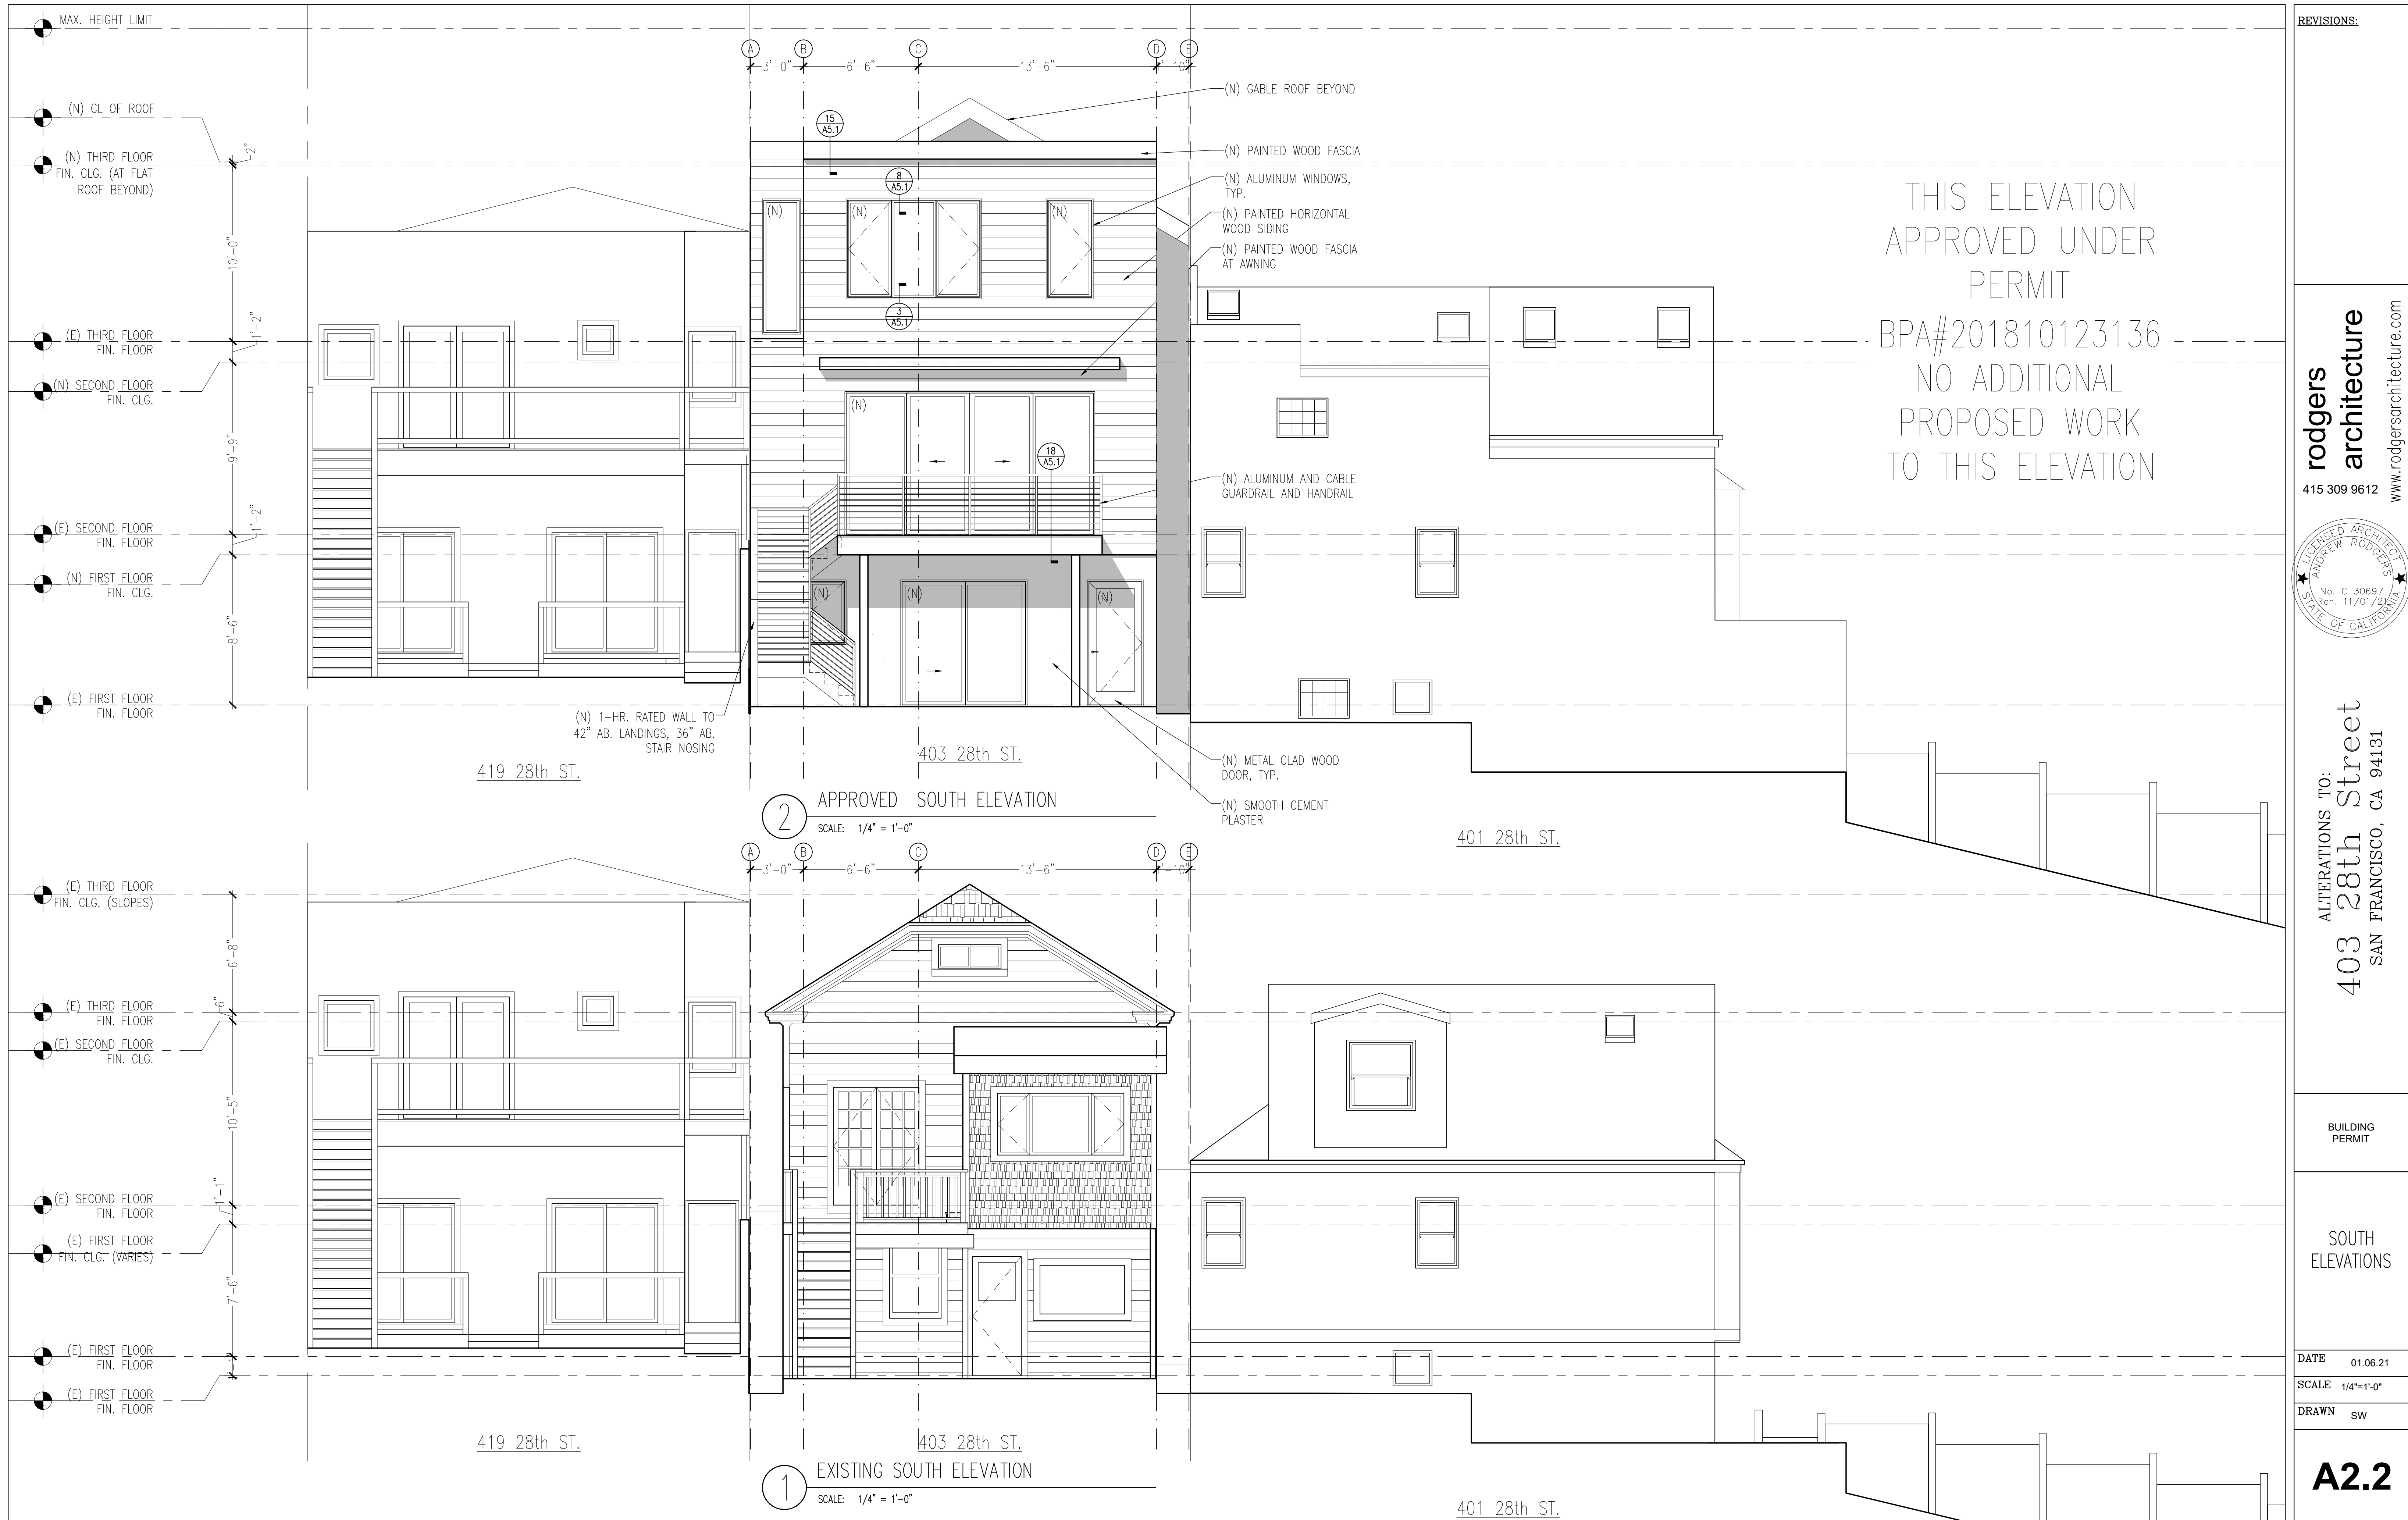 MAX. HEIGHT LIMIT
(N) CL OF ROOF
(N) THIRD FLOOR
FIN. CLG. (AT FLAT
ROOF BEYOND)
(E) THIRD FLOOR
FIN. FLOOR
(N) SECOND FLOOR
FIN. CLG.
(E) SECOND FLOOR
FIN. FLOOR
(N) FIRST FLOOR
FIN. CLG.
(E) FIRST FLOOR
FIN. FLOOR
2"
10'-0"
1'-2"
9'-9"
1'-2"
8'-6"
A
B
C
D
E
3'-0"
6'-6"
13'-6"
1'-10"
15
A5.1
8
A5.1
3
A5.1
18
A5.1
(N)
(N)
(N)
(N)
(N)
(N)
(N)
(N) GABLE ROOF BEYOND
(N) PAINTED WOOD FASCIA
(N) ALUMINUM WINDOWS,
TYP.
(N) PAINTED HORIZONTAL
WOOD SIDING
(N) PAINTED WOOD FASCIA
AT AWNING
(N) ALUMINUM AND CABLE
GUARDRAIL AND HANDRAIL
(N) 1-HR. RATED WALL TO
42" AB. LANDINGS, 36" AB.
STAIR NOSING
(N) METAL CLAD WOOD
DOOR, TYP.
(N) SMOOTH CEMENT
PLASTER
THIS ELEVATION
APPROVED UNDER
PERMIT
BPA#201810123136
NO ADDITIONAL
PROPOSED WORK
TO THIS ELEVATION
419 28th ST.
403 28th ST.
401 28th ST.
2
APPROVED SOUTH ELEVATION
SCALE: 1/4" = 1'-0"
A
B
C
D
E
3'-0"
6'-6"
13'-6"
1'-10"
(E) THIRD FLOOR
FIN. CLG. (SLOPES)
(E) THIRD FLOOR
FIN. FLOOR
(E) SECOND FLOOR
FIN. CLG.
(E) SECOND FLOOR
FIN. FLOOR
(E) FIRST FLOOR
FIN. CLG. (VARIES)
(E) FIRST FLOOR
FIN. FLOOR
(E) FIRST FLOOR
FIN. FLOOR
6'-8"
6"
10'-5"
1'-1"
7'-6"
419 28th ST.
403 28th ST.
401 28th ST.
1
EXISTING SOUTH ELEVATION
SCALE: 1/4" = 1'-0"
REVISIONS:
rodgers
architecture
www.rodgersarchitecture.com
415 309 9612
LICENSED ARCHITECT
ANDREW RODGERS
No. C 30697
Ren. 11/01/21
STATE OF CALIFORNIA
ALTERATIONS TO:
403 28th Street
SAN FRANCISCO, CA 94131
BUILDING
PERMIT
SOUTH
ELEVATIONS
DATE 01.06.21
SCALE 1/4"=1'-0"
DRAWN SW
A2.2